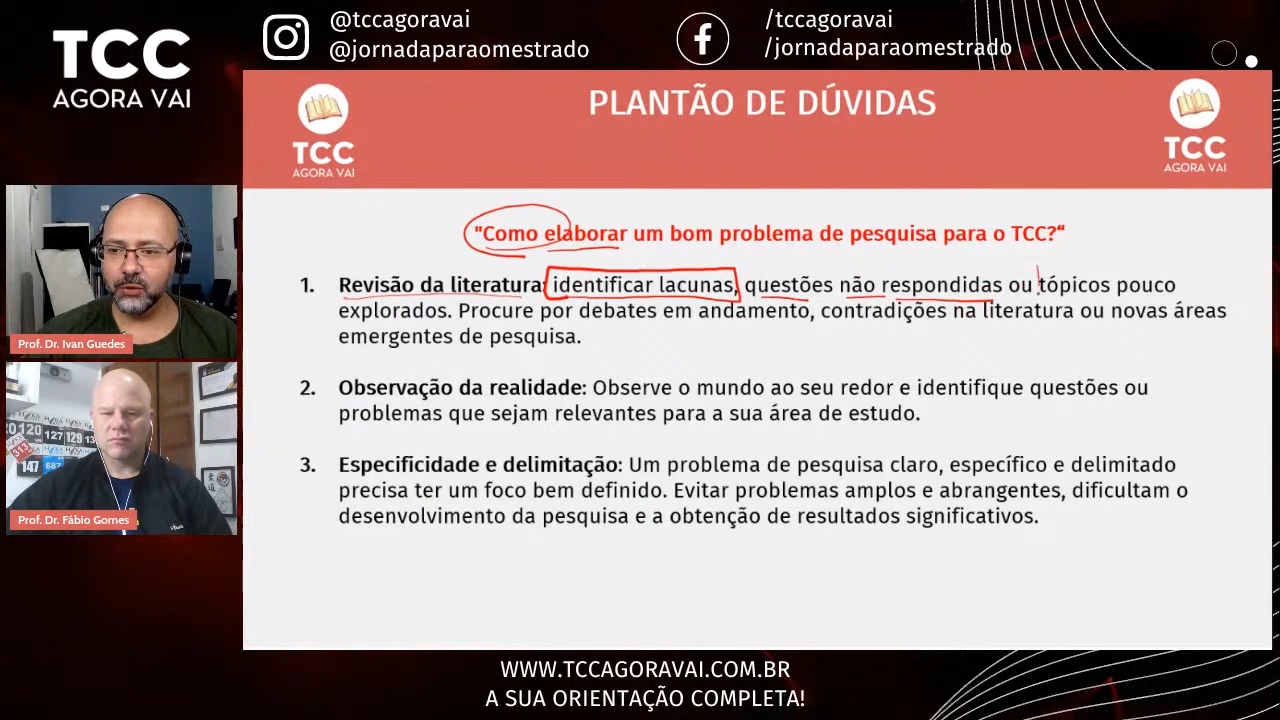 TCC
AGORA VAI
@tccagoravai
@jornadaparaomestrado
/tccagoravai
/jornadaparaomestrado
TCC
AGORA VAI
PLANTÃO DE DÚVIDAS
TCC
AGORA VAI
"Como elaborar um bom problema de pesquisa para o TCC?“
1. Revisão da literatura: identificar lacunas, questões não respondidas ou tópicos pouco
explorados. Procure por debates em andamento, contradições na literatura ou novas áreas
emergentes de pesquisa.
2. Observação da realidade: Observe o mundo ao seu redor e identifique questões ou
problemas que sejam relevantes para a sua área de estudo.
3. Especificidade e delimitação: Um problema de pesquisa claro, específico e delimitado
precisa ter um foco bem definido. Evitar problemas amplos e abrangentes, dificultam o
desenvolvimento da pesquisa e a obtenção de resultados significativos.
Prof. Dr. Ivan Guedes
120
127
129
313
147
687
Prof. Dr. Fábio Gomes
WWW.TCCAGORAVAI.COM.BR
A SUA ORIENTAÇÃO COMPLETA!